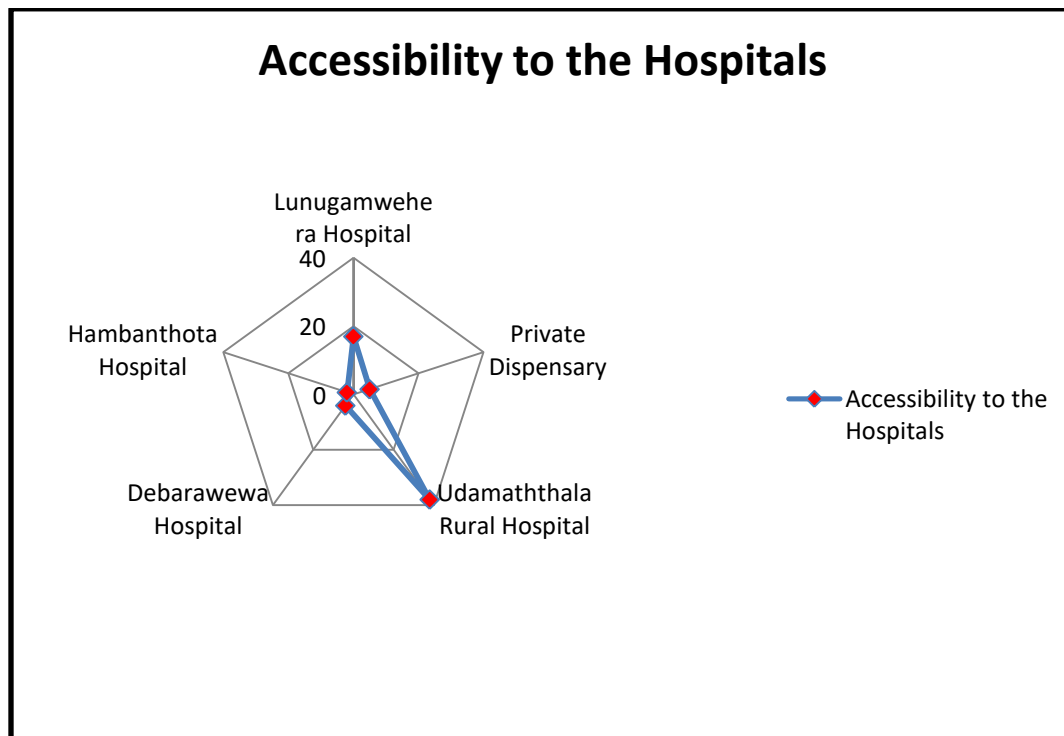 Accessibility to the Hospitals
Lunugamwehe
ra Hospital
40
20
0
Private
Dispensary
Udamaththala
Rural Hospital
Debarawewa
Hospital
Hambanthota
Hospital
Accessibility to the
Hospitals